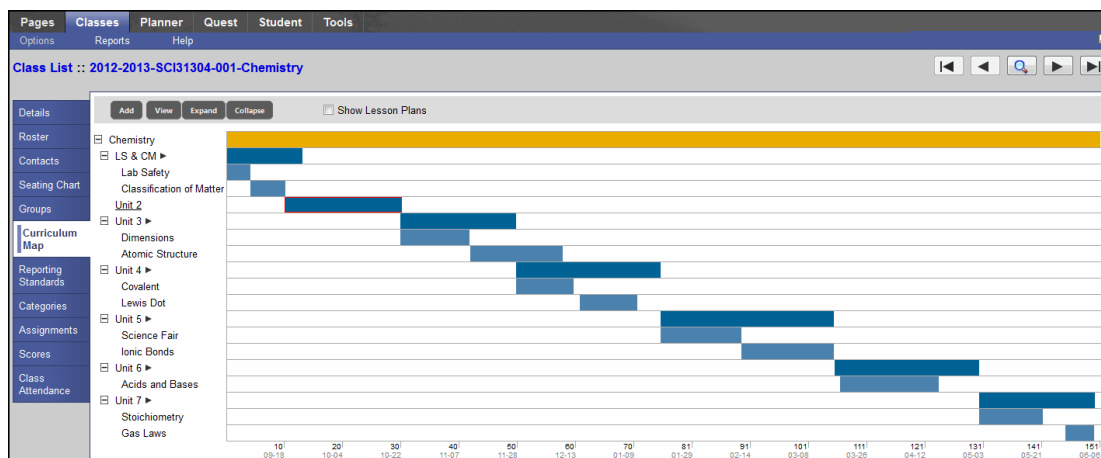 Pages Classes Planner Quest Student Tools
Options Reports Help
Class List :: 2012-2013-SCI31304-001-Chemistry
Details
Roster
Contacts
Seating Chart
Groups
Curriculum
Map
Reporting
Standards
Categories
Assignments
Scores
Class
Attendance
Add View Expand Collapse Show Lesson Plans
Chemistry
LS & CM
Lab Safety
Classification of Matter
Unit 2
Unit 3
Dimensions
Atomic Structure
Unit 4
Covalent
Lewis Dot
Unit 5
Science Fair
Ionic Bonds
Unit 6
Acids and Bases
Unit 7
Stoichiometry
Gas Laws
10 20 30 40 50 60 70 81 91 101 111 121 131 141 151
09-18 10-04 10-22 11-07 11-28 12-13 01-09 01-29 02-14 03-08 03-26 04-12 05-03 05-21 06-06